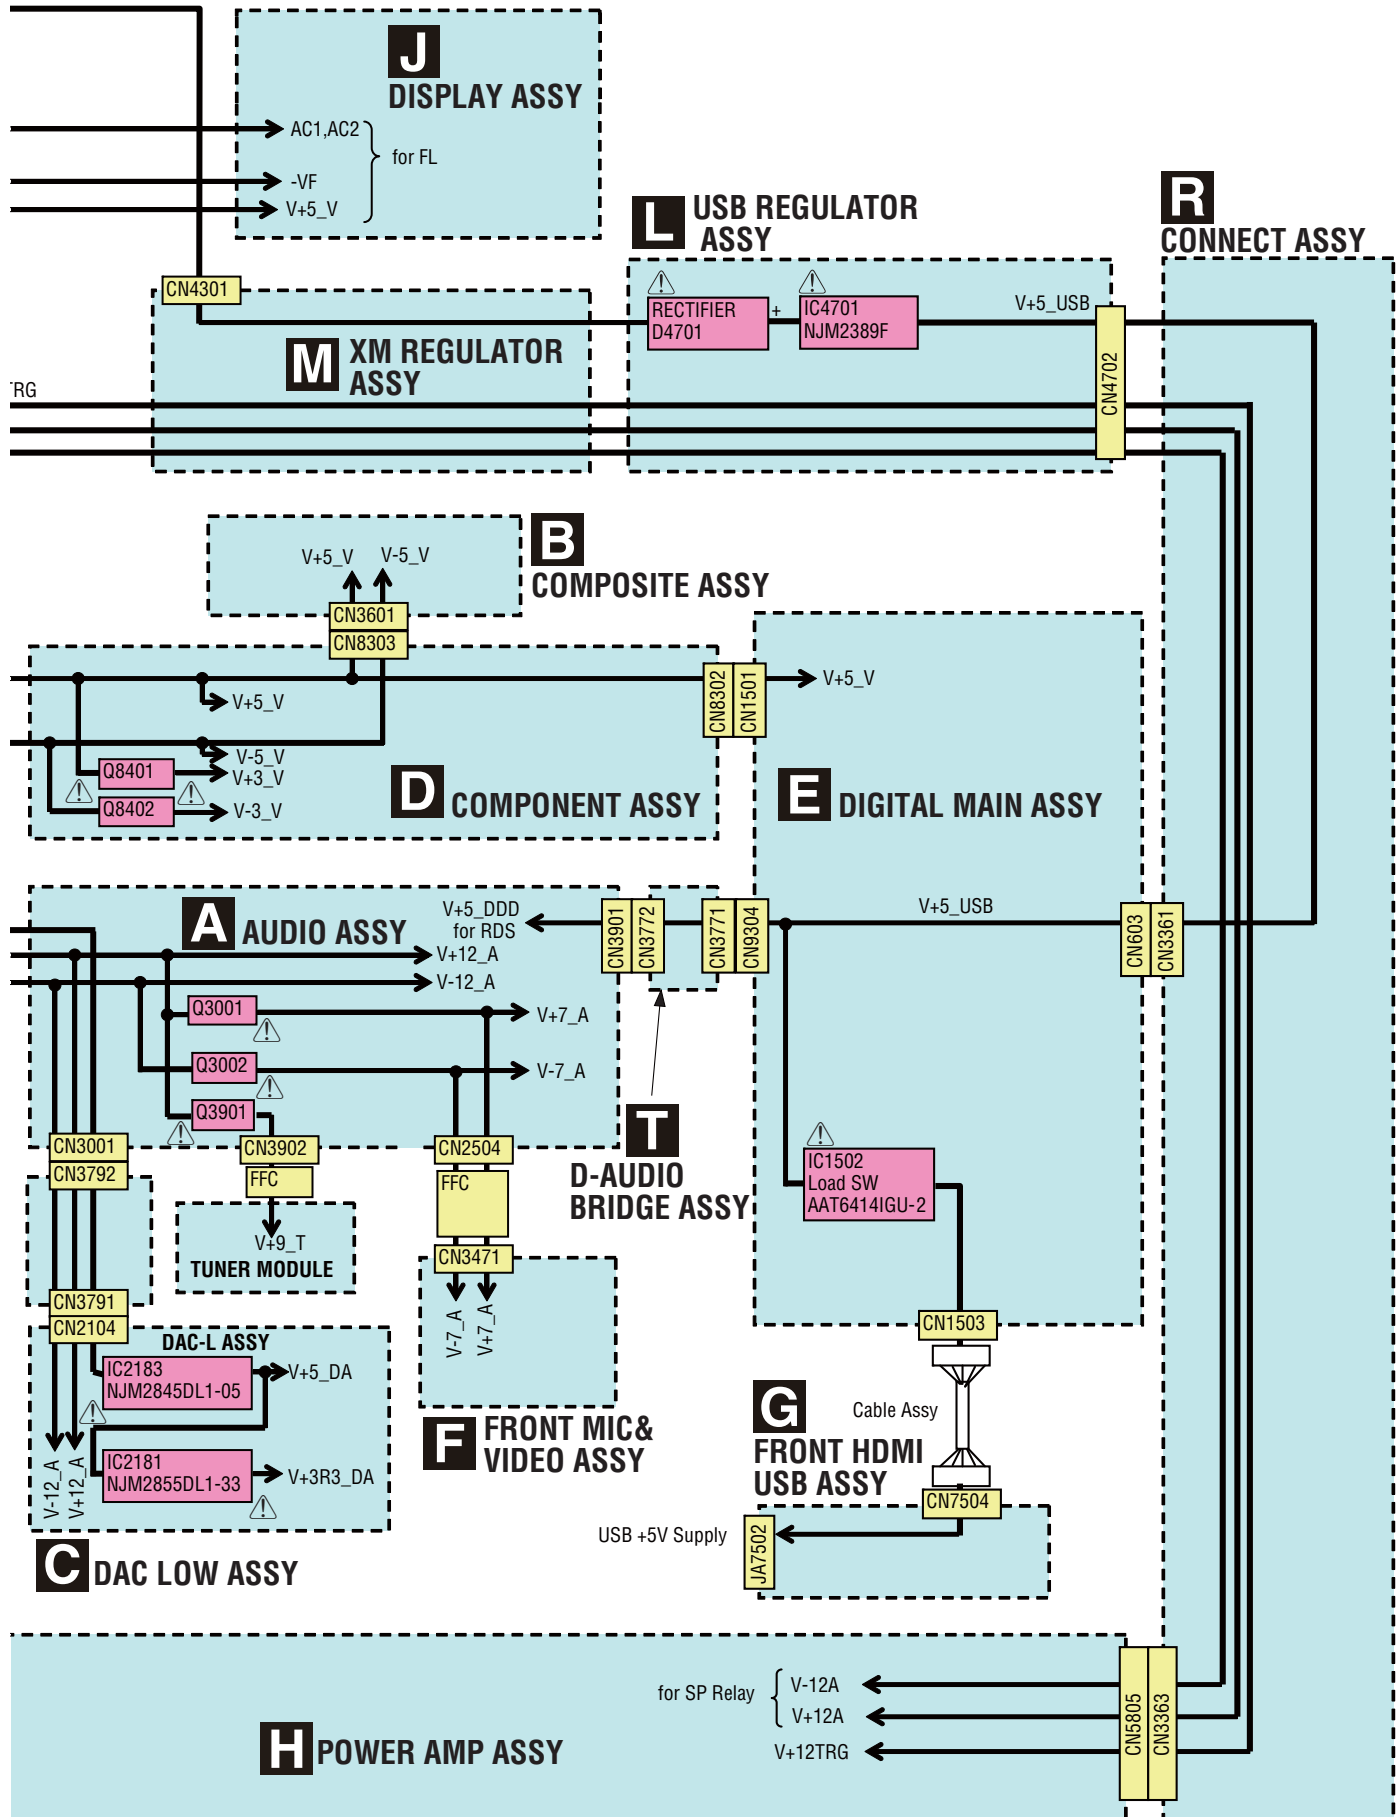 J
DISPLAY ASSY
AC1,AC2
for FL
-VF
V+5_V
L
USB REGULATOR
ASSY
R
CONNECT ASSY
CN4301
RECTIFIER
D4701
+
IC4701
NJM2389F
V+5_USB
CN4702
M
XM REGULATOR
ASSY
TRG
B
COMPOSITE ASSY
V+5_V
V-5_V
CN3601
CN8303
CN8302
CN1501
V+5_V
V+5_V
V-5_V
Q8401
V+3_V
Q8402
V-3_V
D
COMPONENT ASSY
E
DIGITAL MAIN ASSY
A
AUDIO ASSY
V+5_DDD
for RDS
V+12_A
V-12_A
CN3901
CN3772
CN3771
CN9304
V+5_USB
CN603
CN3361
Q3001
V+7_A
Q3002
V-7_A
Q3901
T
D-AUDIO
BRIDGE ASSY
CN3001
CN3792
CN3902
FFC
CN2504
FFC
IC1502
Load SW
AAT6414IGU-2
V+9_T
TUNER MODULE
CN3471
V-7_A
V+7_A
CN3791
CN2104
DAC-L ASSY
IC2183
NJM2845DL1-05
V+5_DA
IC2181
NJM2855DL1-33
V+3R3_DA
V-12_A
V+12_A
C
DAC LOW ASSY
F
FRONT MIC&
VIDEO ASSY
CN1503
Cable Assy
G
FRONT HDMI
USB ASSY
CN7504
USB +5V Supply
JA7502
for SP Relay
V-12A
V+12A
V+12TRG
CN5805
CN3363
H
POWER AMP ASSY